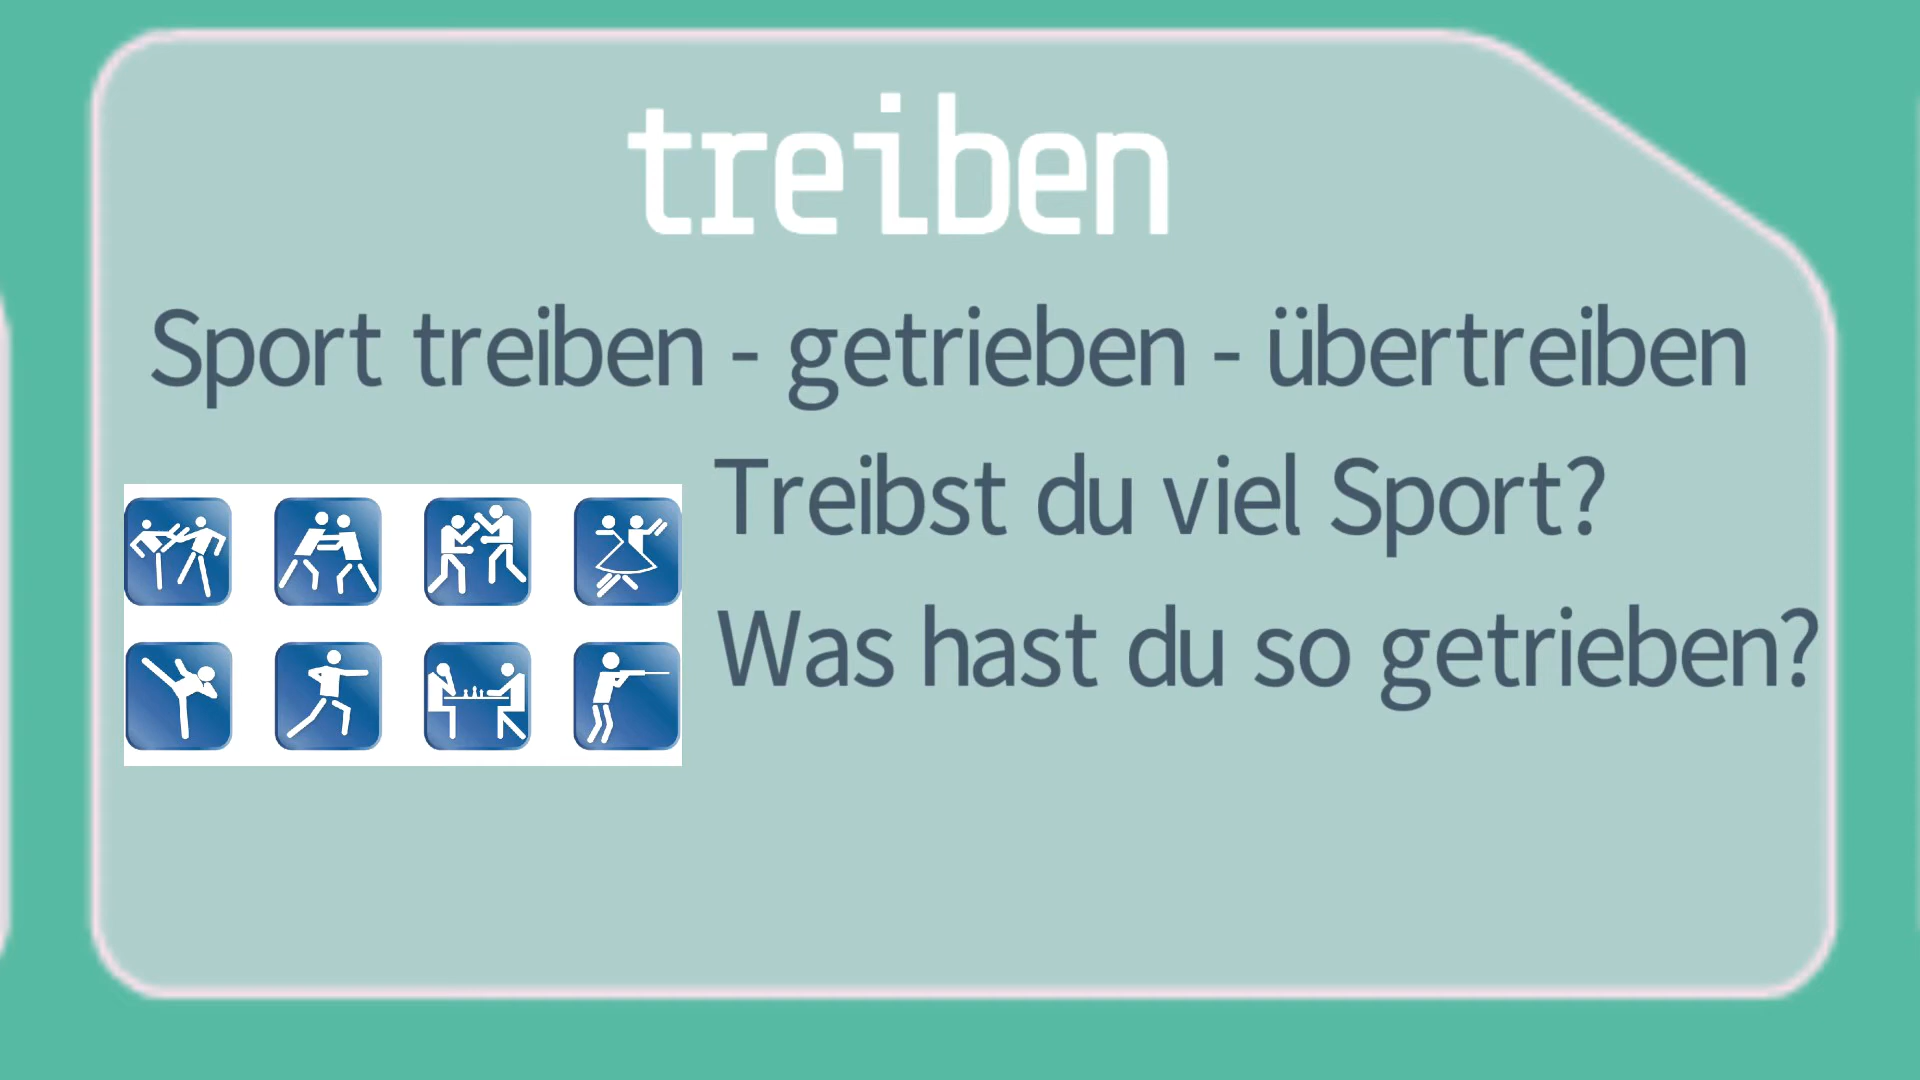 treiben
Sport treiben - getrieben - übertreiben
Treibst du viel Sport?
Was hast du so getrieben?